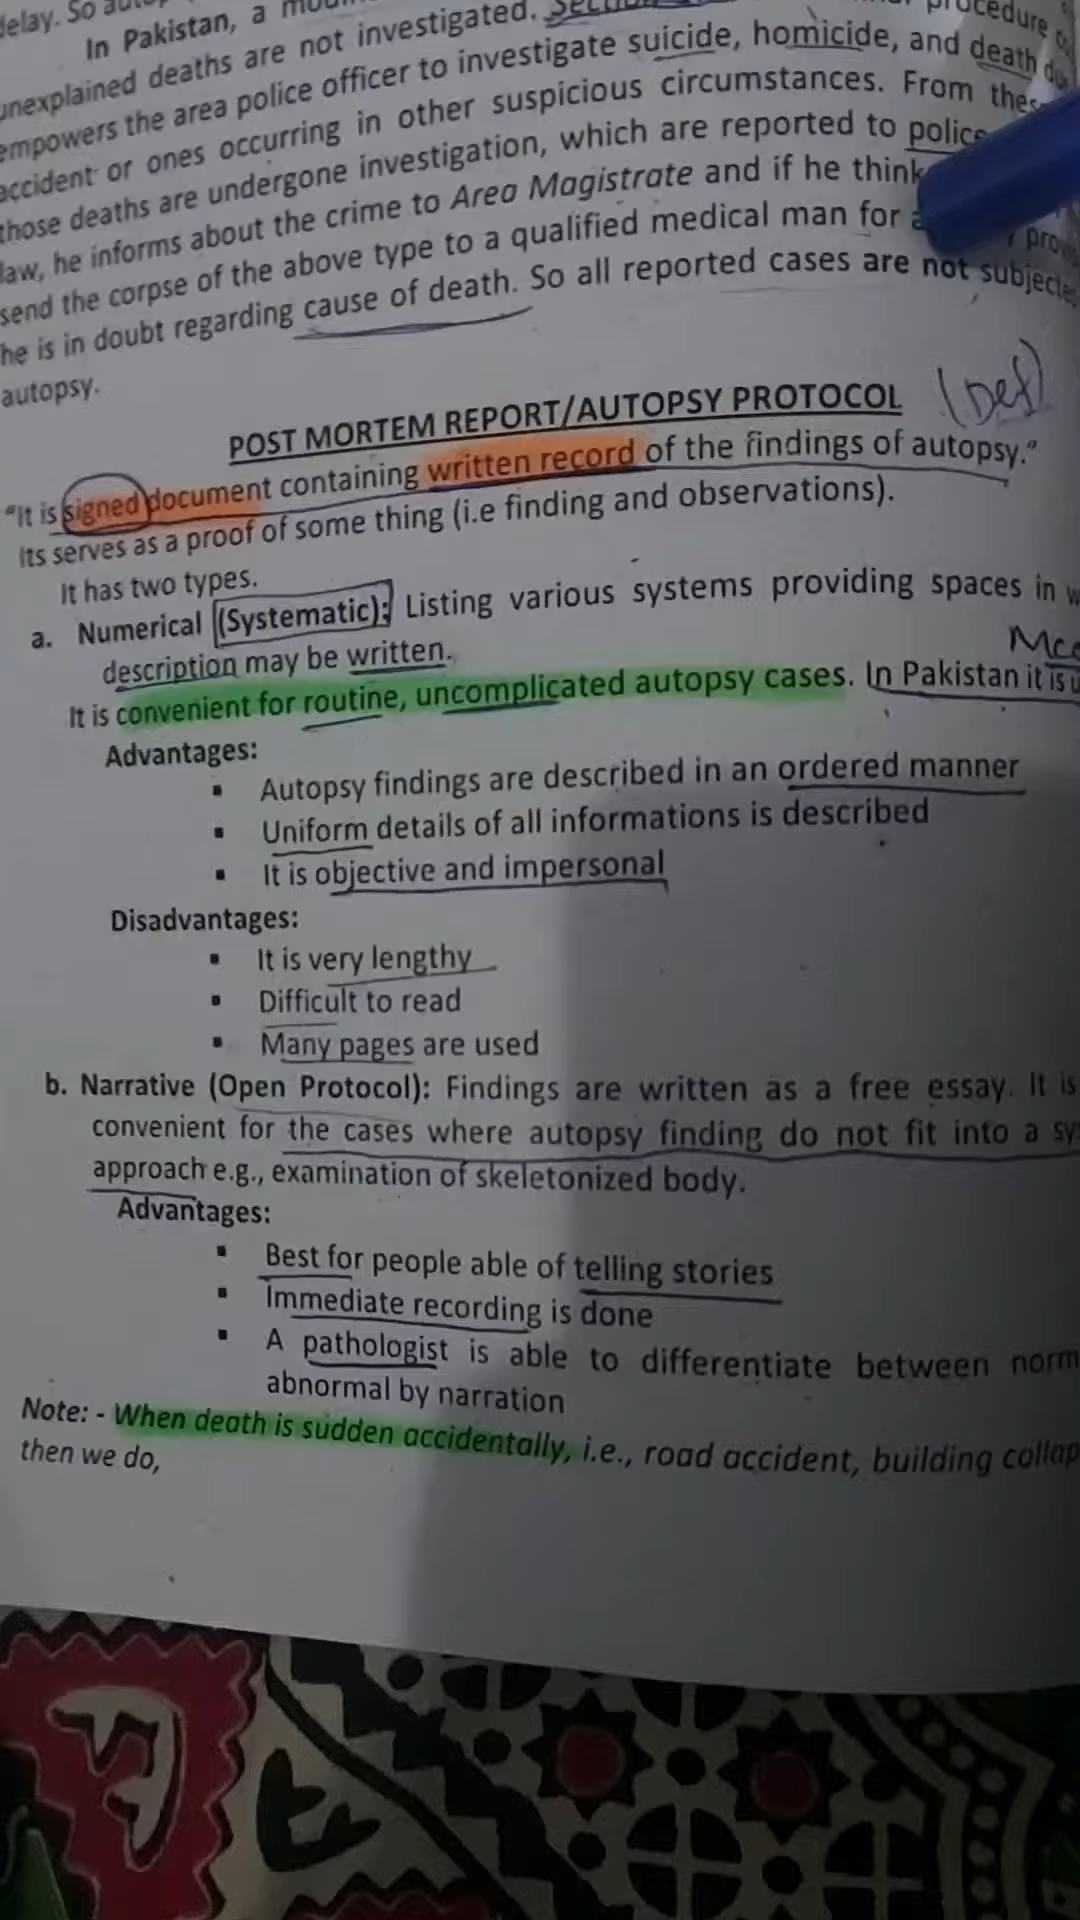 delay. So
In Pakistan, a
unexplained deaths are not investigated. Section
procedure
empowers the area police officer to investigate suicide, homicide, and death due
accident or ones occurring in other suspicious circumstances. From these
those deaths are undergone investigation, which are reported to police
law, he informs about the crime to Area Magistrate and if he think
send the corpse of the above type to a qualified medical man for
he is in doubt regarding cause of death. So all reported cases are not subjected
autopsy.
POST MORTEM REPORT/AUTOPSY PROTOCOL (Def)
"It is signed document containing written record of the findings of autopsy."
Its serves as a proof of some thing (i.e finding and observations).
It has two types.
a. Numerical (Systematic): Listing various systems providing spaces in
description may be written.
It is convenient for routine, uncomplicated autopsy cases. In Pakistan it is
Advantages:
▪ Autopsy findings are described in an ordered manner
▪ Uniform details of all informations is described
▪ It is objective and impersonal
Disadvantages:
▪ It is very lengthy
▪ Difficult to read
▪ Many pages are used
b. Narrative (Open Protocol): Findings are written as a free essay. It is
convenient for the cases where autopsy finding do not fit into a
approach e.g., examination of skeletonized body.
Advantages:
▪ Best for people able of telling stories
▪ Immediate recording is done
▪ A pathologist is able to differentiate between
abnormal by narration
Note: - When death is sudden accidentally, i.e., road accident, building
then we do,